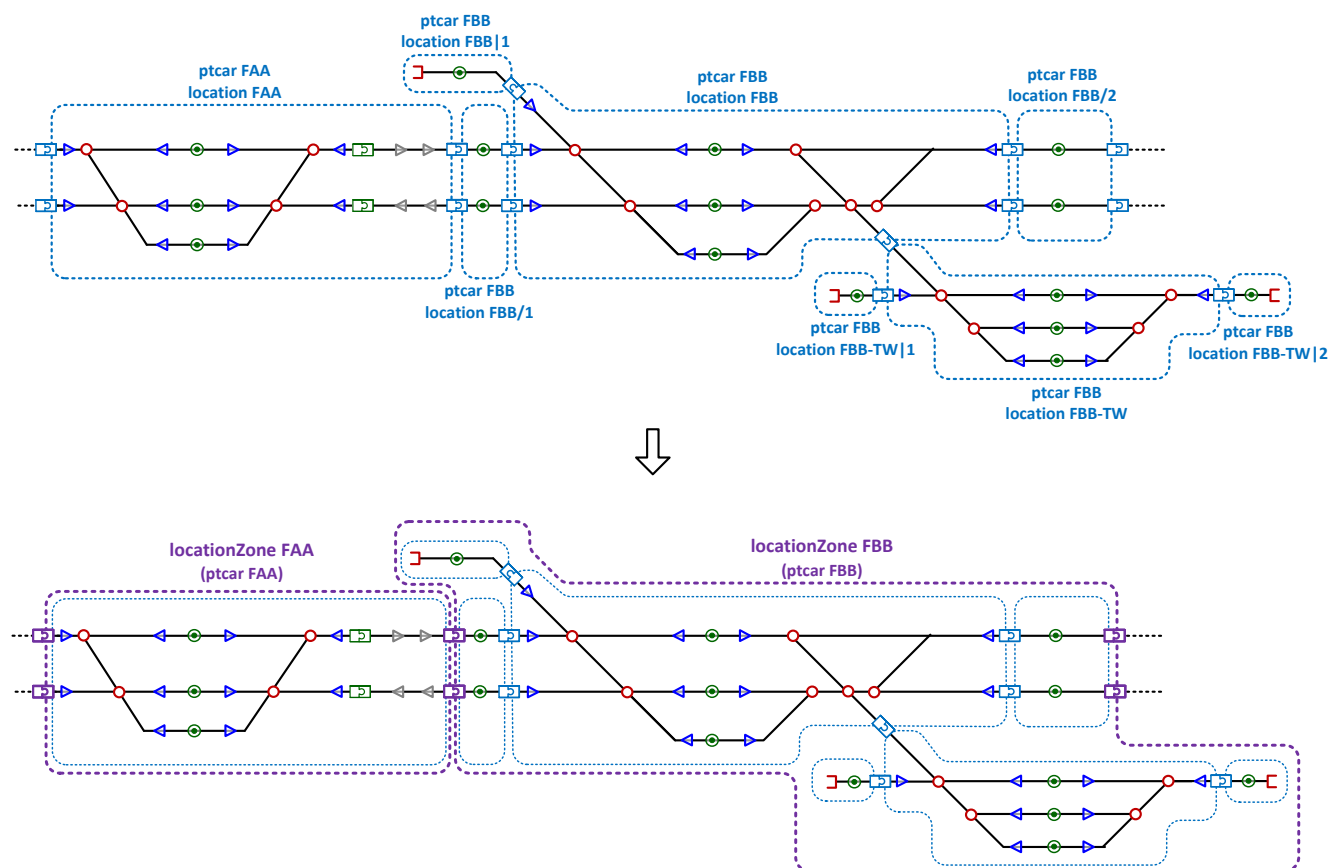 ptcar FBB
location FBB|1
ptcar FAA
location FAA
ptcar FBB
location FBB
ptcar FBB
location FBB/2
ptcar FBB
location FBB/1
ptcar FBB
location FBB-TW|1
ptcar FBB
location FBB-TW|2
ptcar FBB
location FBB-TW
locationZone FAA
(ptcar FAA)
locationZone FBB
(ptcar FBB)